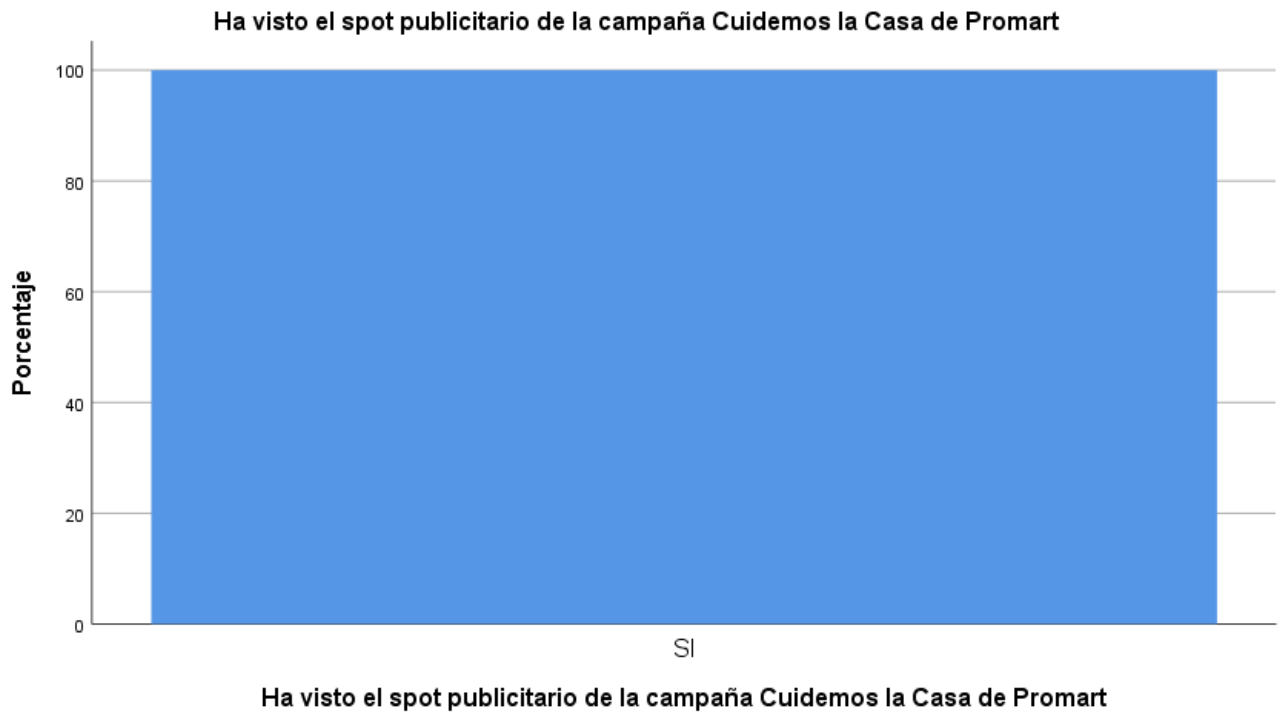 Ha visto el spot publicitario de la campaña Cuidemos la Casa de Promart
100
80
60
40
20
0
Porcentaje
SI
Ha visto el spot publicitario de la campaña Cuidemos la Casa de Promart